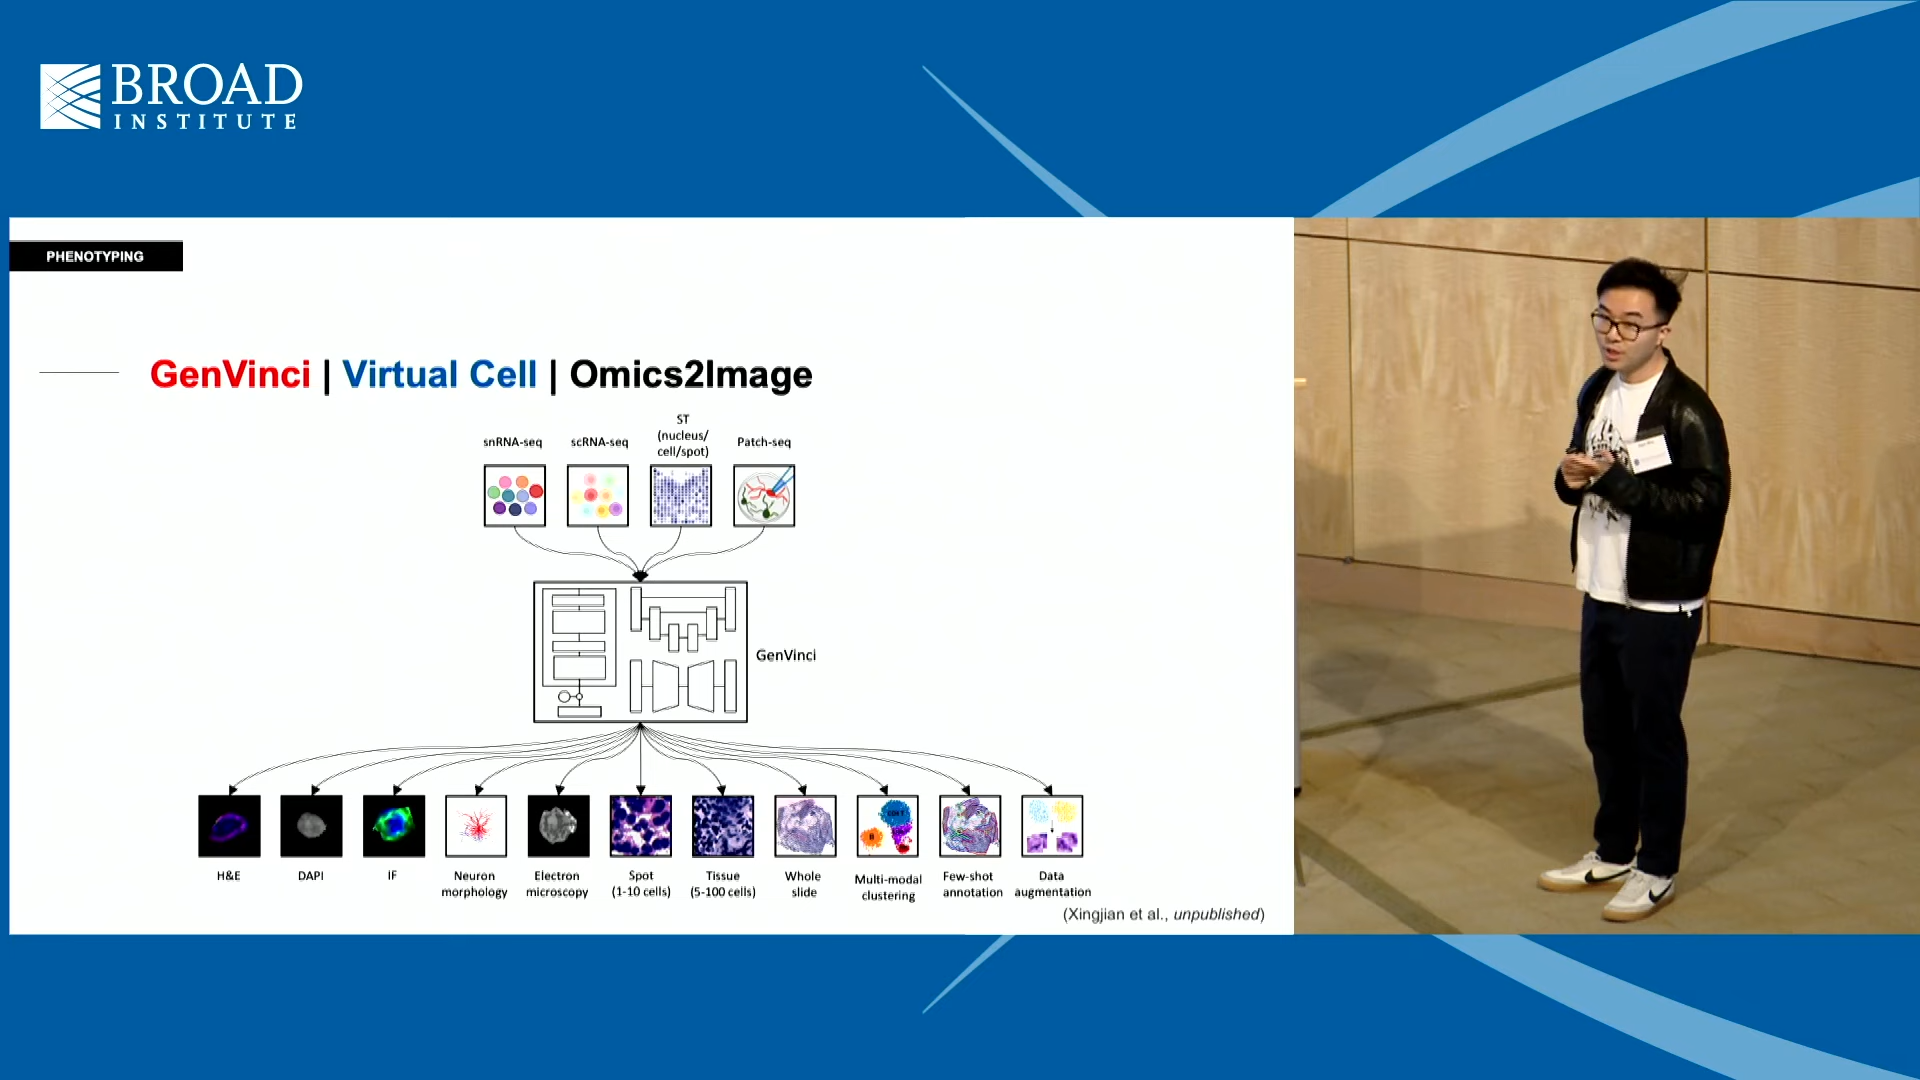 BROAD
INSTITUTE
PHENOTYPING
GenVinci | Virtual Cell | Omics2Image
snRNA-seq
scRNA-seq
ST
(nucleus/
cell/spot)
Patch-seq
GenVinci
H&E
DAPI
IF
Neuron
morphology
Electron
microscopy
Spot
(1-10 cells)
Tissue
(5-100 cells)
Whole
slide
Multi-modal
clustering
Few-shot
annotation
Data
augmentation
(Xingjian et al., unpublished)